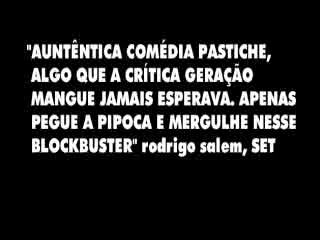 "AUNTÊNTICA COMÉDIA PASTICHE,
ALGO QUE A CRÍTICA GERAÇÃO
MANGUE JAMAIS ESPERAVA. APENAS
PEGUE A PIPOCA E MERGULHE NESSE
BLOCKBUSTER" rodrigo salem, SET